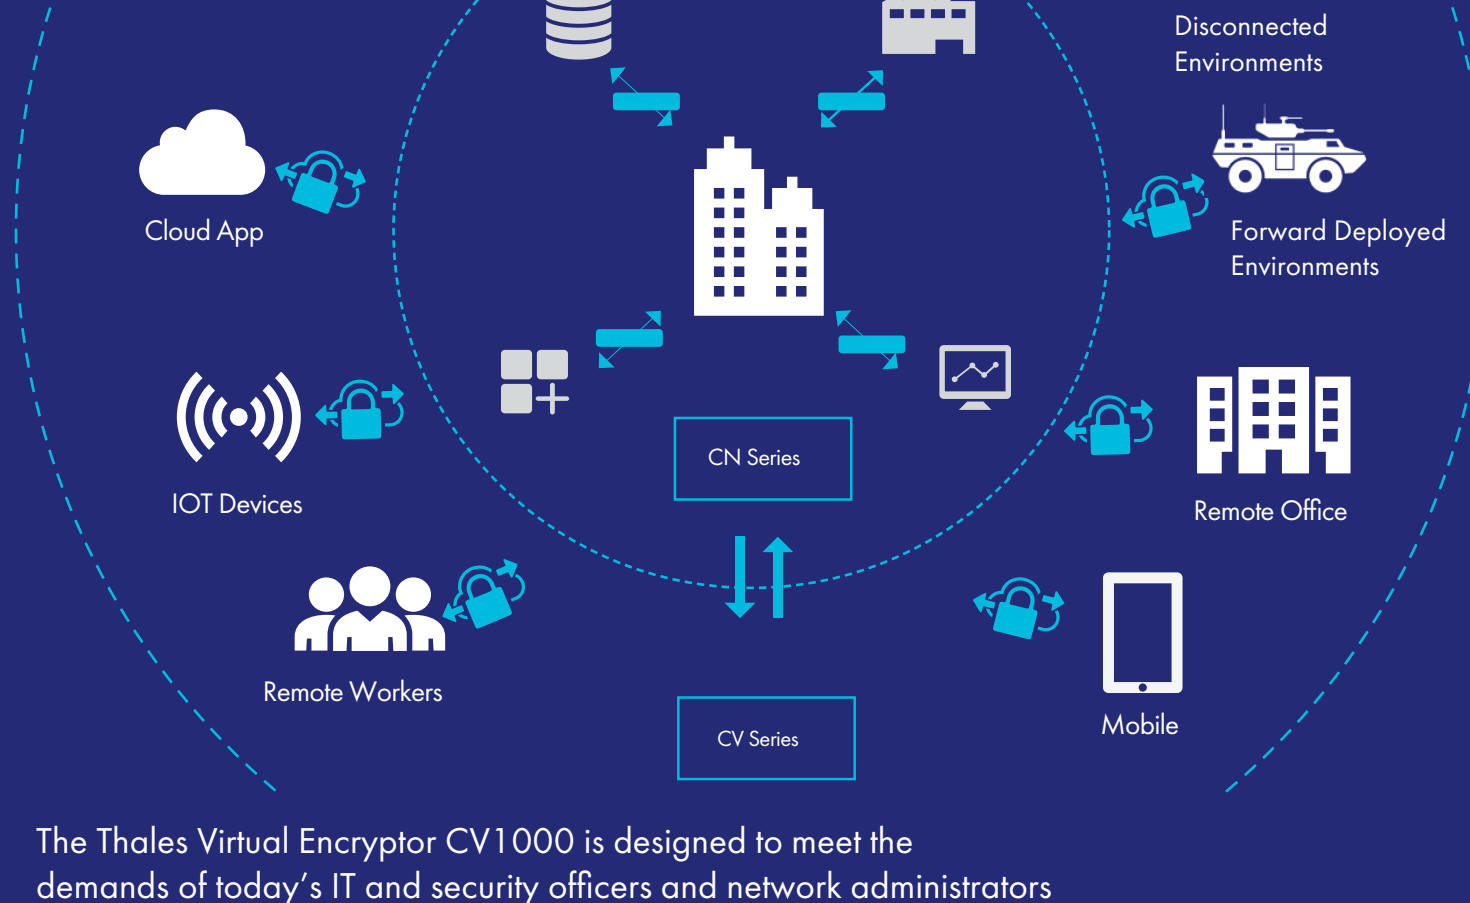 Disconnected
Environments
Cloud App
Forward Deployed
Environments
CN Series
IOT Devices
Remote Office
Remote Workers
Mobile
CV Series
The Thales Virtual Encryptor CV1000 is designed to meet the
demands of today’s IT and security officers and network administrators